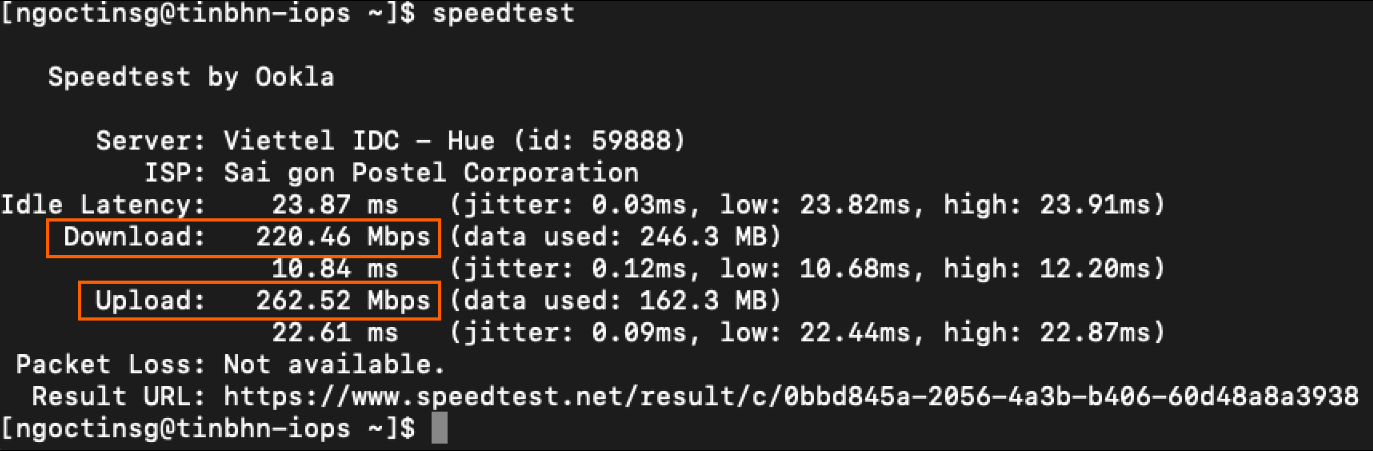 [ngoctinsg@tinbhn-iops ~]$ speedtest
Speedtest by Ookla
Server: Viettel IDC - Hue (id: 59888)
ISP: Sai gon Postel Corporation
Idle Latency: 23.87 ms (jitter: 0.03ms, low: 23.82ms, high: 23.91ms)
Download: 220.46 Mbps (data used: 246.3 MB)
10.84 ms (jitter: 0.12ms, low: 10.68ms, high: 12.20ms)
Upload: 262.52 Mbps (data used: 162.3 MB)
22.61 ms (jitter: 0.09ms, low: 22.44ms, high: 22.87ms)
Packet Loss: Not available.
Result URL: https://www.speedtest.net/result/c/0bbd845a-2056-4a3b-b406-60d48a8a3938
[ngoctinsg@tinbhn-iops ~]$